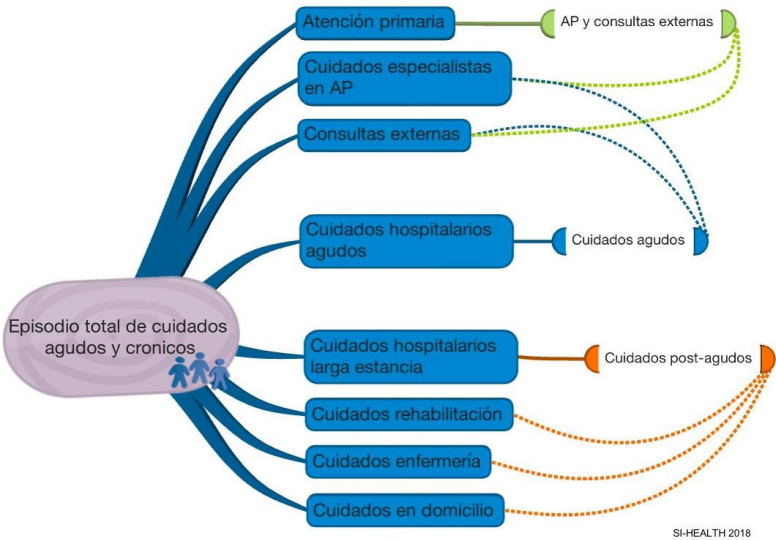 Atención primaria
AP y consultas externas
Cuidados especialistas
en AP
Consultas externas
Cuidados hospitalarios
agudos
Cuidados agudos
Episodio total de cuidados
agudos y cronicos
Cuidados hospitalarios
larga estancia
Cuidados post-agudos
Cuidados rehabilitación
Cuidados enfermería
Cuidados en domicilio
SI-HEALTH 2018